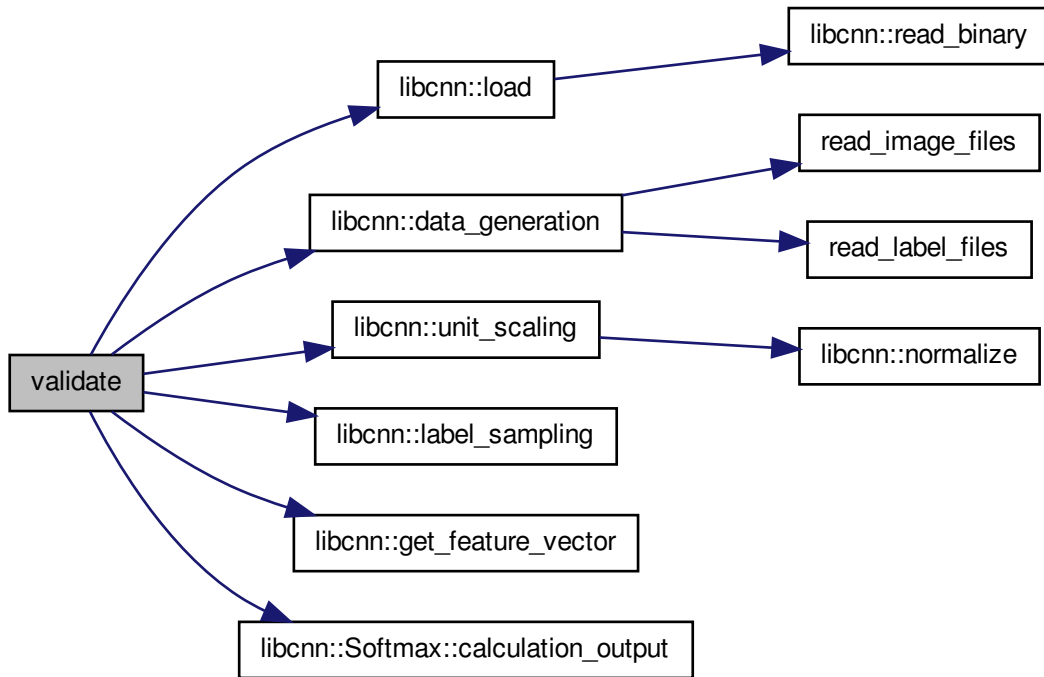 libcnn::read_binary
libcnn::load
read_image_files
libcnn::data_generation
read_label_files
libcnn::unit_scaling
libcnn::normalize
validate
libcnn::label_sampling
libcnn::get_feature_vector
libcnn::Softmax::calculation_output